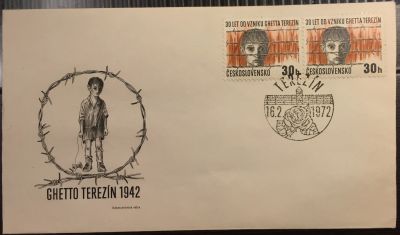 30 LET OD VZNIKU GHETTA TEREZÍN
ČESKOSLOVENSKO 30h
30 LET OD VZNIKU GHETTA TEREZÍN
ČESKOSLOVENSKO 30h
TEREZÍN
16.2. 1972
GHETTO TEREZÍN 1942